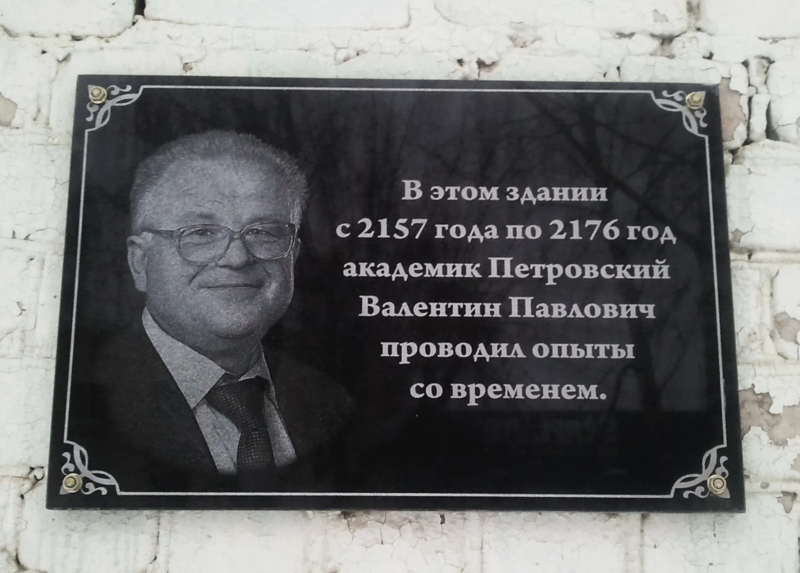 В этом здании
с 2157 года по 2176 год
академик Петровский
Валентин Павлович
проводил опыты
со временем.